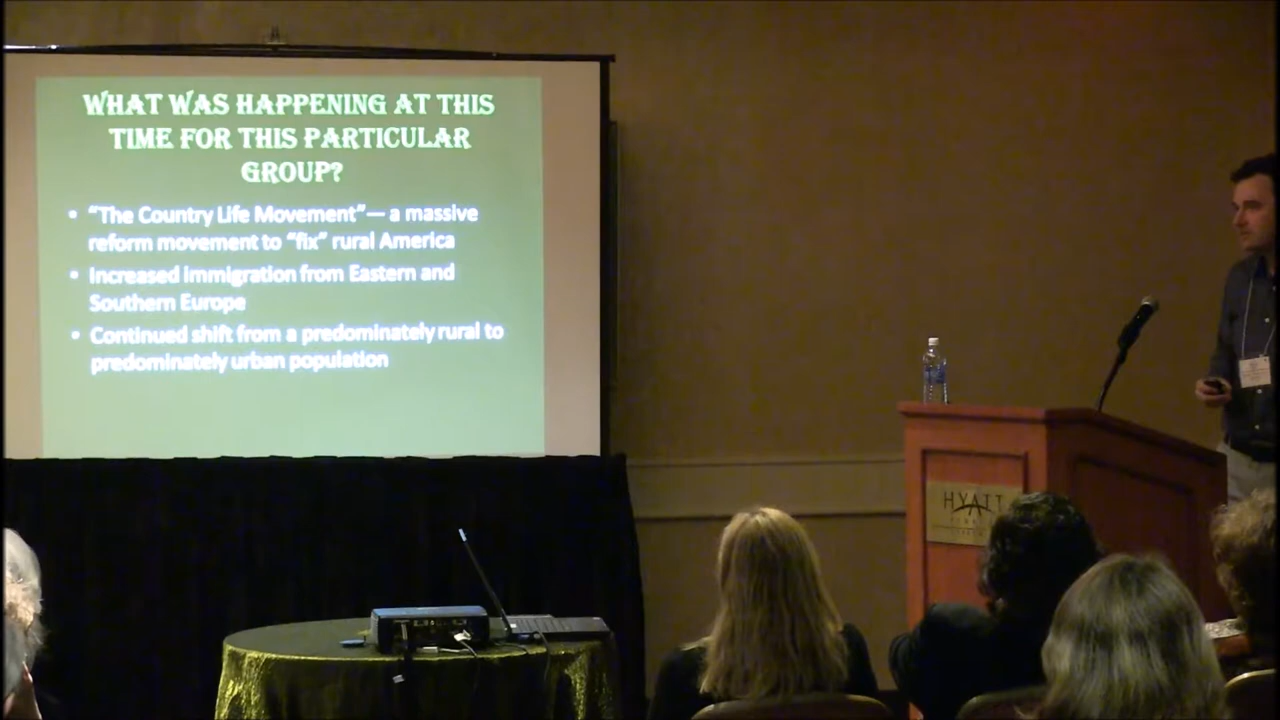 WHAT WAS HAPPENING AT THIS
TIME FOR THIS PARTICULAR
GROUP?
• "The Country Life Movement"— a massive
reform movement to "fix" rural America
• Increased immigration from Eastern and
Southern Europe
• Continued shift from a predominately rural to
predominately urban population
HYATT